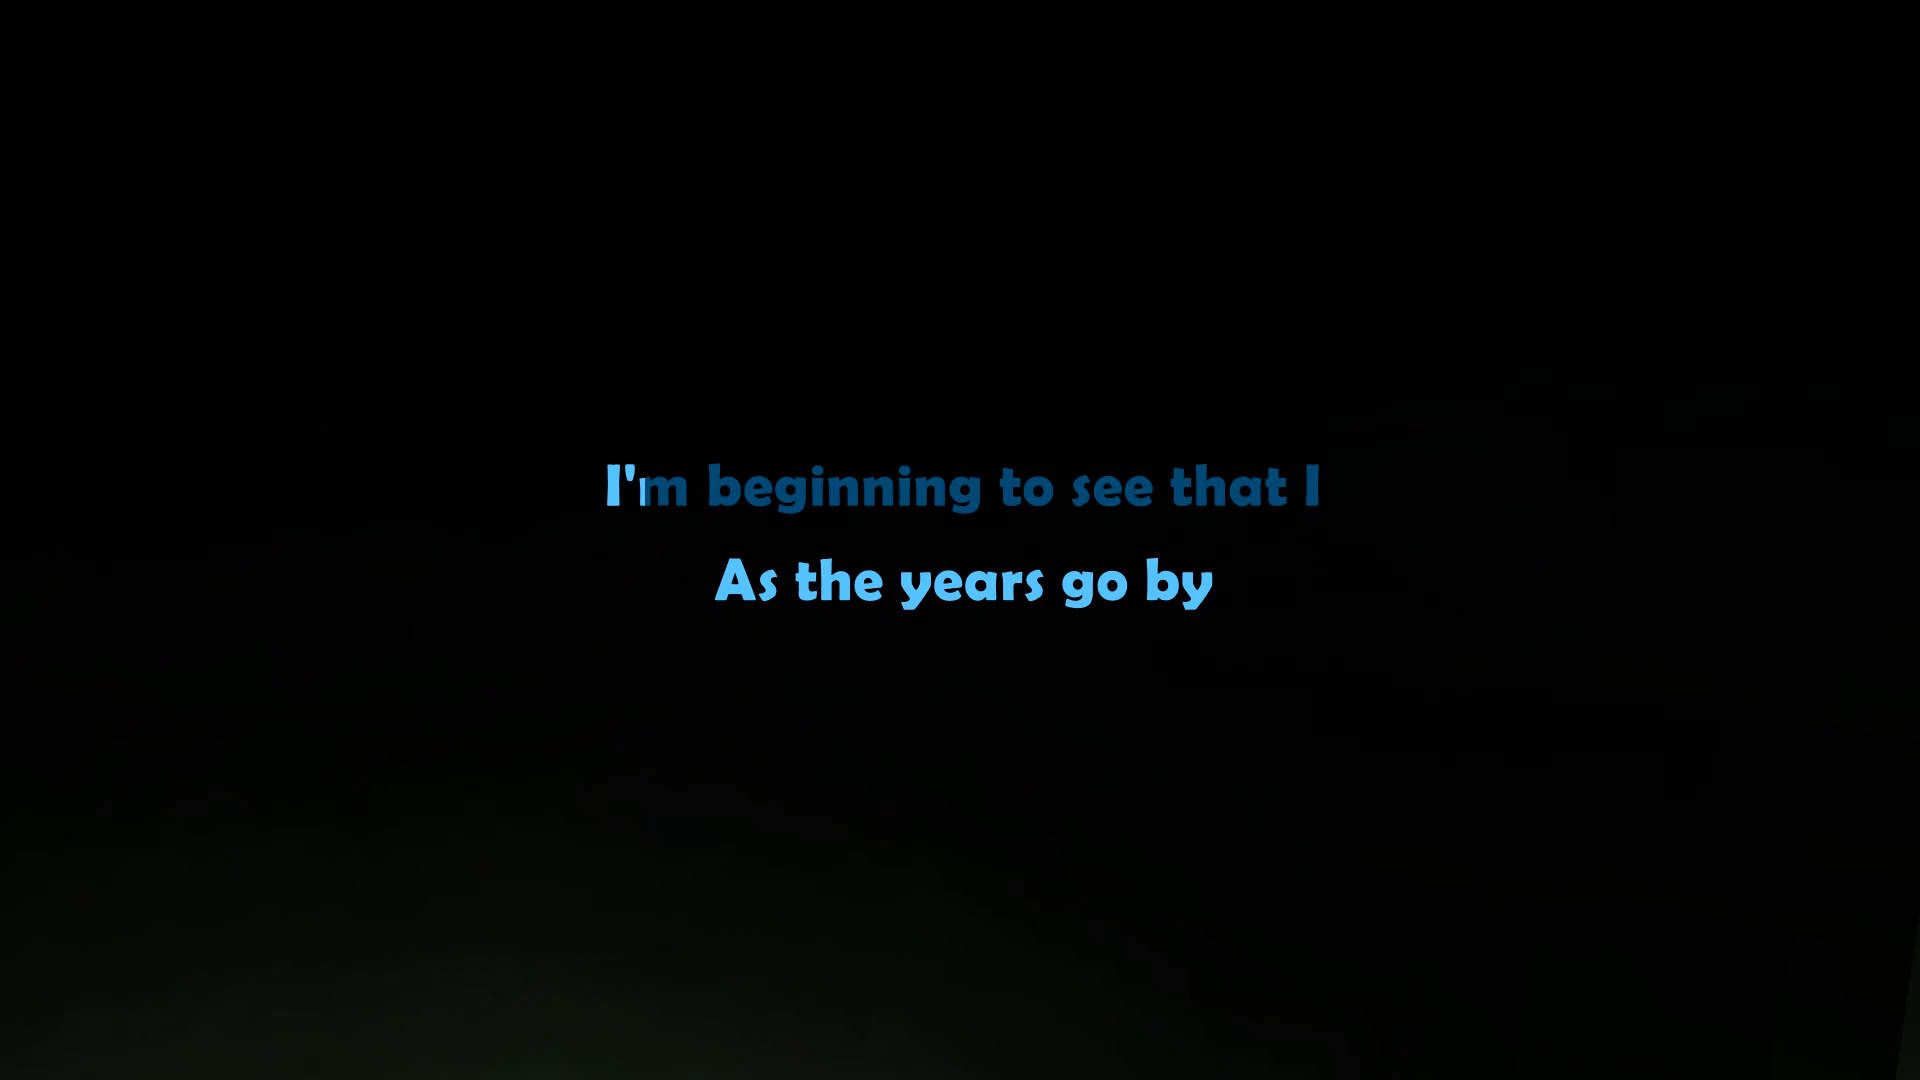 I'm beginning to see that I
As the years go by